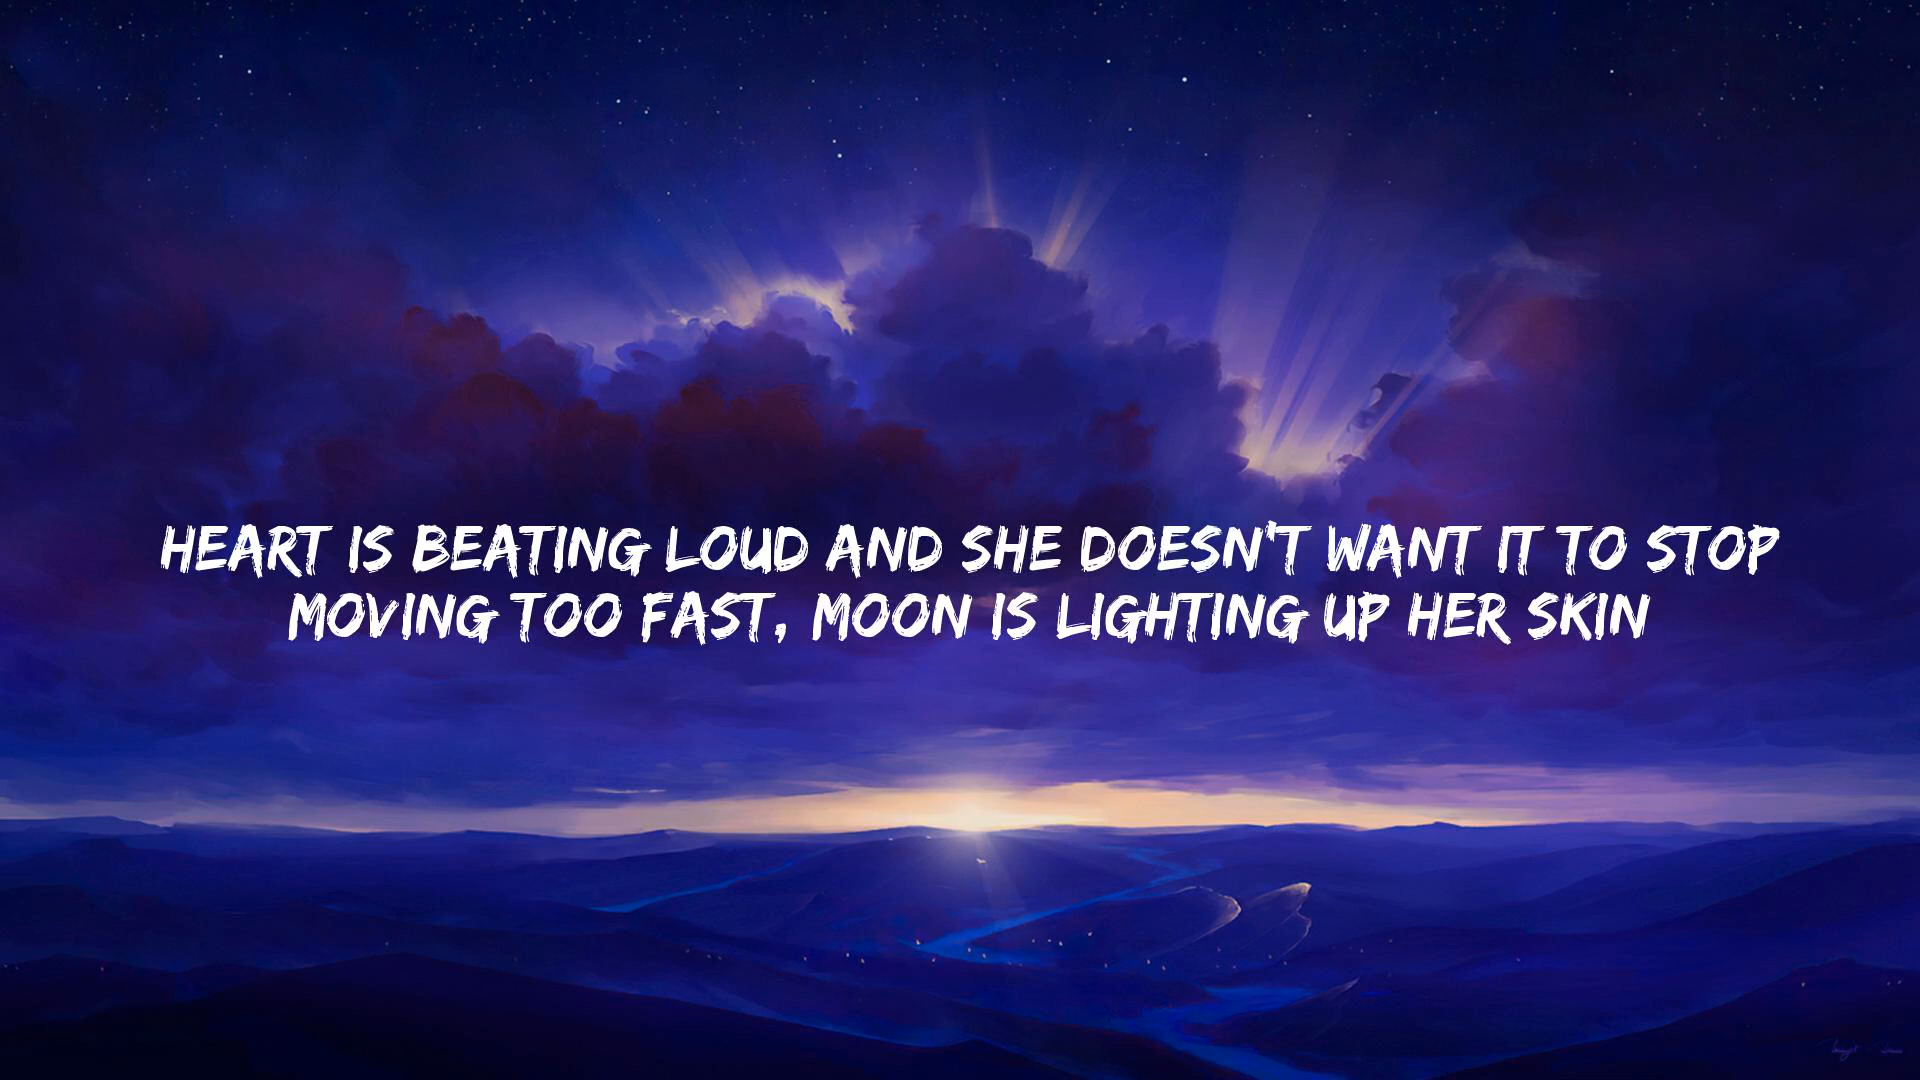 HEART IS BEATING LOUD AND SHE DOESN'T WANT IT TO STOP
MOVING TOO FAST, MOON IS LIGHTING UP HER SKIN